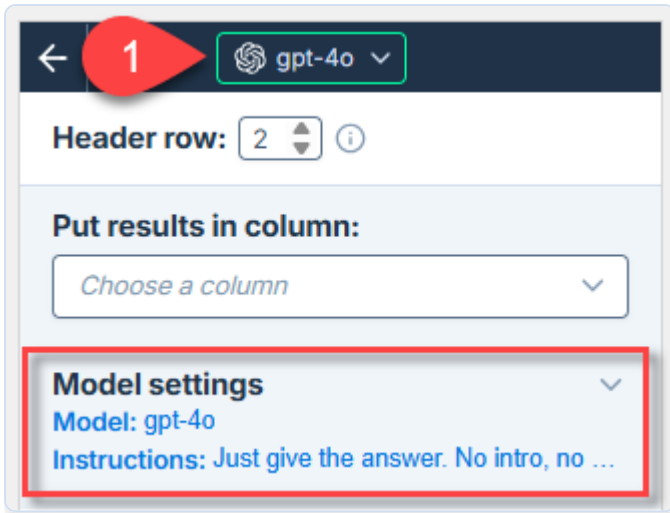 1
gpt-4o
Header row: 2
Put results in column:
Choose a column
Model settings
Model: gpt-4o
Instructions: Just give the answer. No intro, no ...